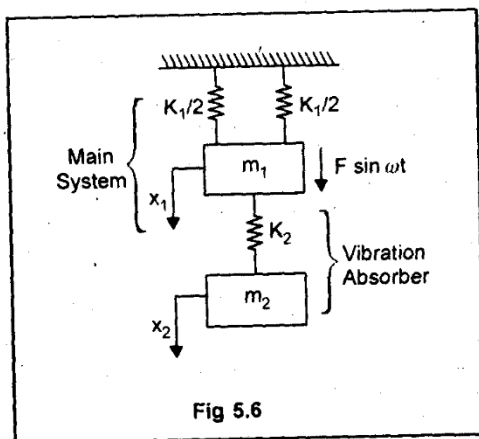 K₁/2 K₁/2
Main
System
m₁
F sin ωt
x₁
K₂
Vibration
Absorber
m₂
x₂
Fig 5.6